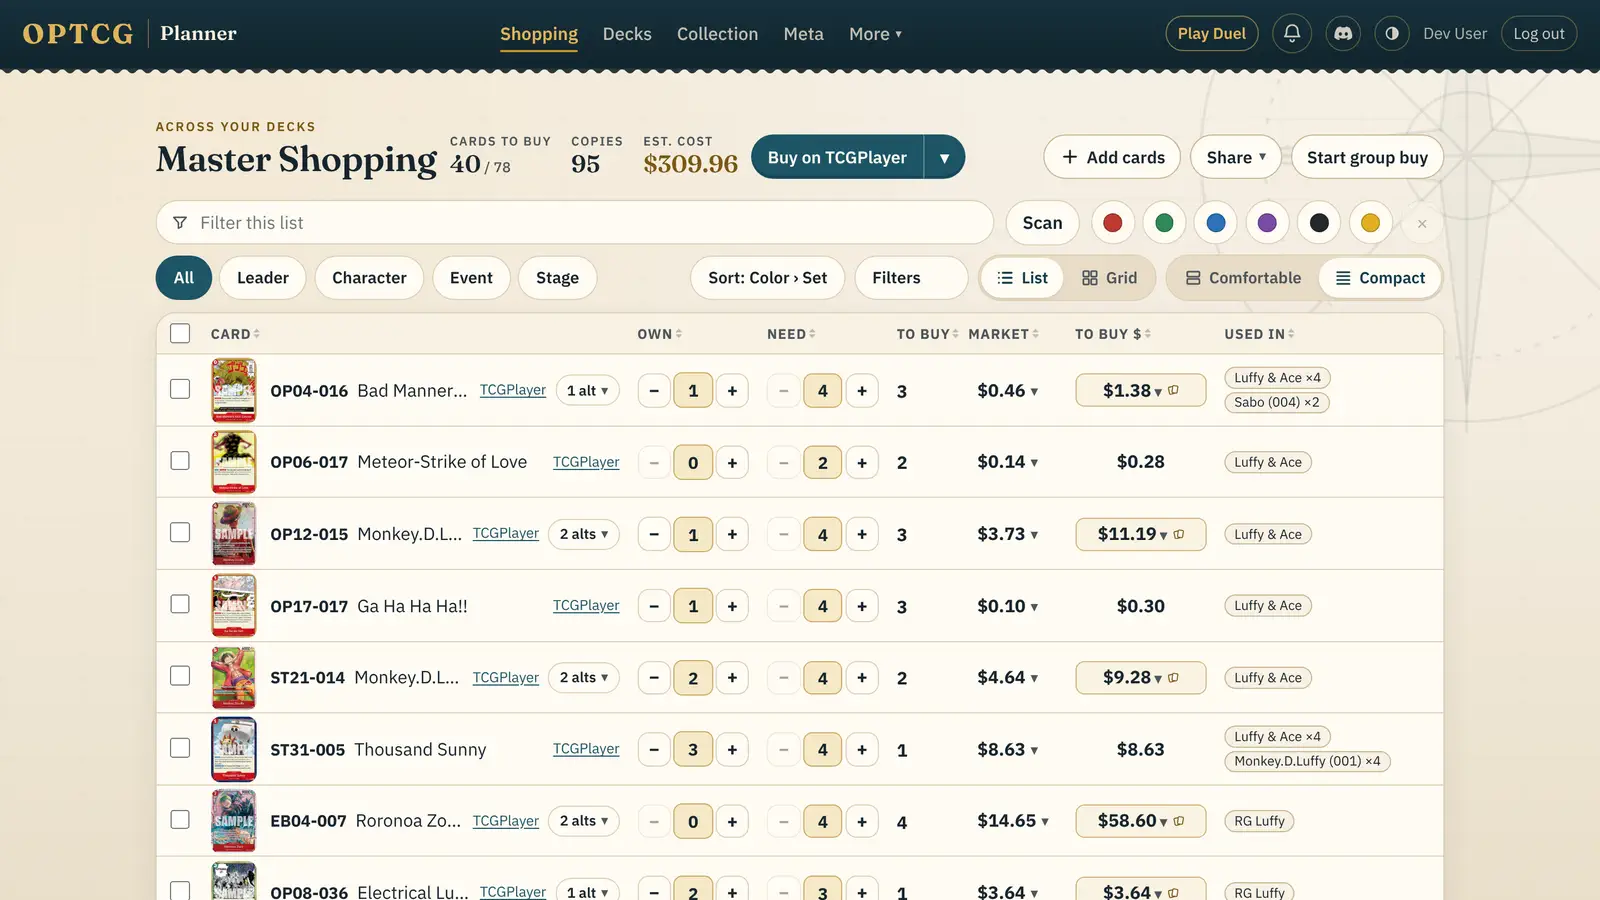 OPTCG Planner Shopping Decks Collection Meta More ▾ Play Duel Dev User Log out
ACROSS YOUR DECKS
Master Shopping
CARDS TO BUY COPIES EST. COST
40 / 78 95 $309.96
Buy on TCGPlayer ▼ + Add cards Share ▾ Start group buy
Filter this list Scan ×
All Leader Character Event Stage Sort: Color › Set Filters List Grid Comfortable Compact
CARD OWN NEED TO BUY MARKET TO BUY $ USED IN
OP04-016 Bad Manner... TCGPlayer 1 alt ▾ − 1 + − 4 + 3 $0.46 ▾ $1.38 ▾ Luffy & Ace ×4
Sabo (004) ×2
OP06-017 Meteor-Strike of Love TCGPlayer − 0 + − 2 + 2 $0.14 ▾ $0.28 Luffy & Ace
OP12-015 Monkey.D.L... TCGPlayer 2 alts ▾ − 1 + − 4 + 3 $3.73 ▾ $11.19 ▾ Luffy & Ace
OP17-017 Ga Ha Ha Ha!! TCGPlayer − 1 + − 4 + 3 $0.10 ▾ $0.30 Luffy & Ace
ST21-014 Monkey.D.L... TCGPlayer 2 alts ▾ − 2 + − 4 + 2 $4.64 ▾ $9.28 ▾ Luffy & Ace
ST31-005 Thousand Sunny TCGPlayer − 3 + − 4 + 1 $8.63 ▾ $8.63 Luffy & Ace ×4
Monkey.D.Luffy (001) ×4
EB04-007 Roronoa Zo... TCGPlayer 2 alts ▾ − 0 + − 4 + 4 $14.65 ▾ $58.60 ▾ RG Luffy
OP08-036 Electrical Lu... TCGPlayer 1 alt ▾ − 2 + − 3 + 1 $3.64 ▾ $3.64 ▾ RG Luffy